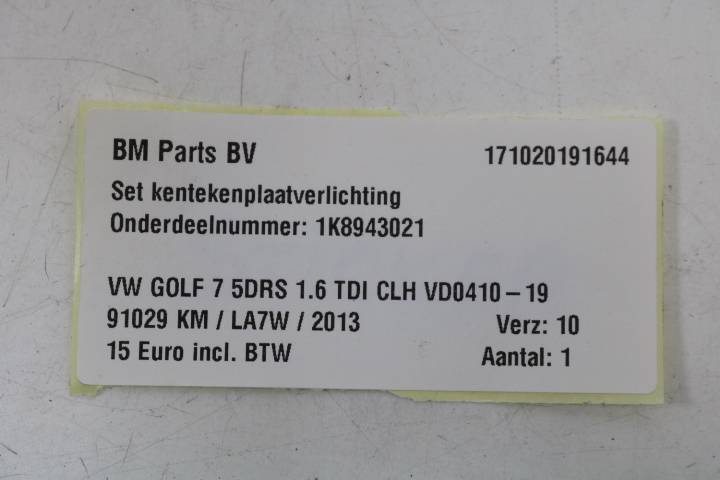 BM Parts BV 171020191644
Set kentekenplaatverlichting
Onderdeelnummer: 1K8943021
VW GOLF 7 5DRS 1.6 TDI CLH VD0410 – 19
91029 KM / LA7W / 2013 Verz: 10
15 Euro incl. BTW Aantal: 1